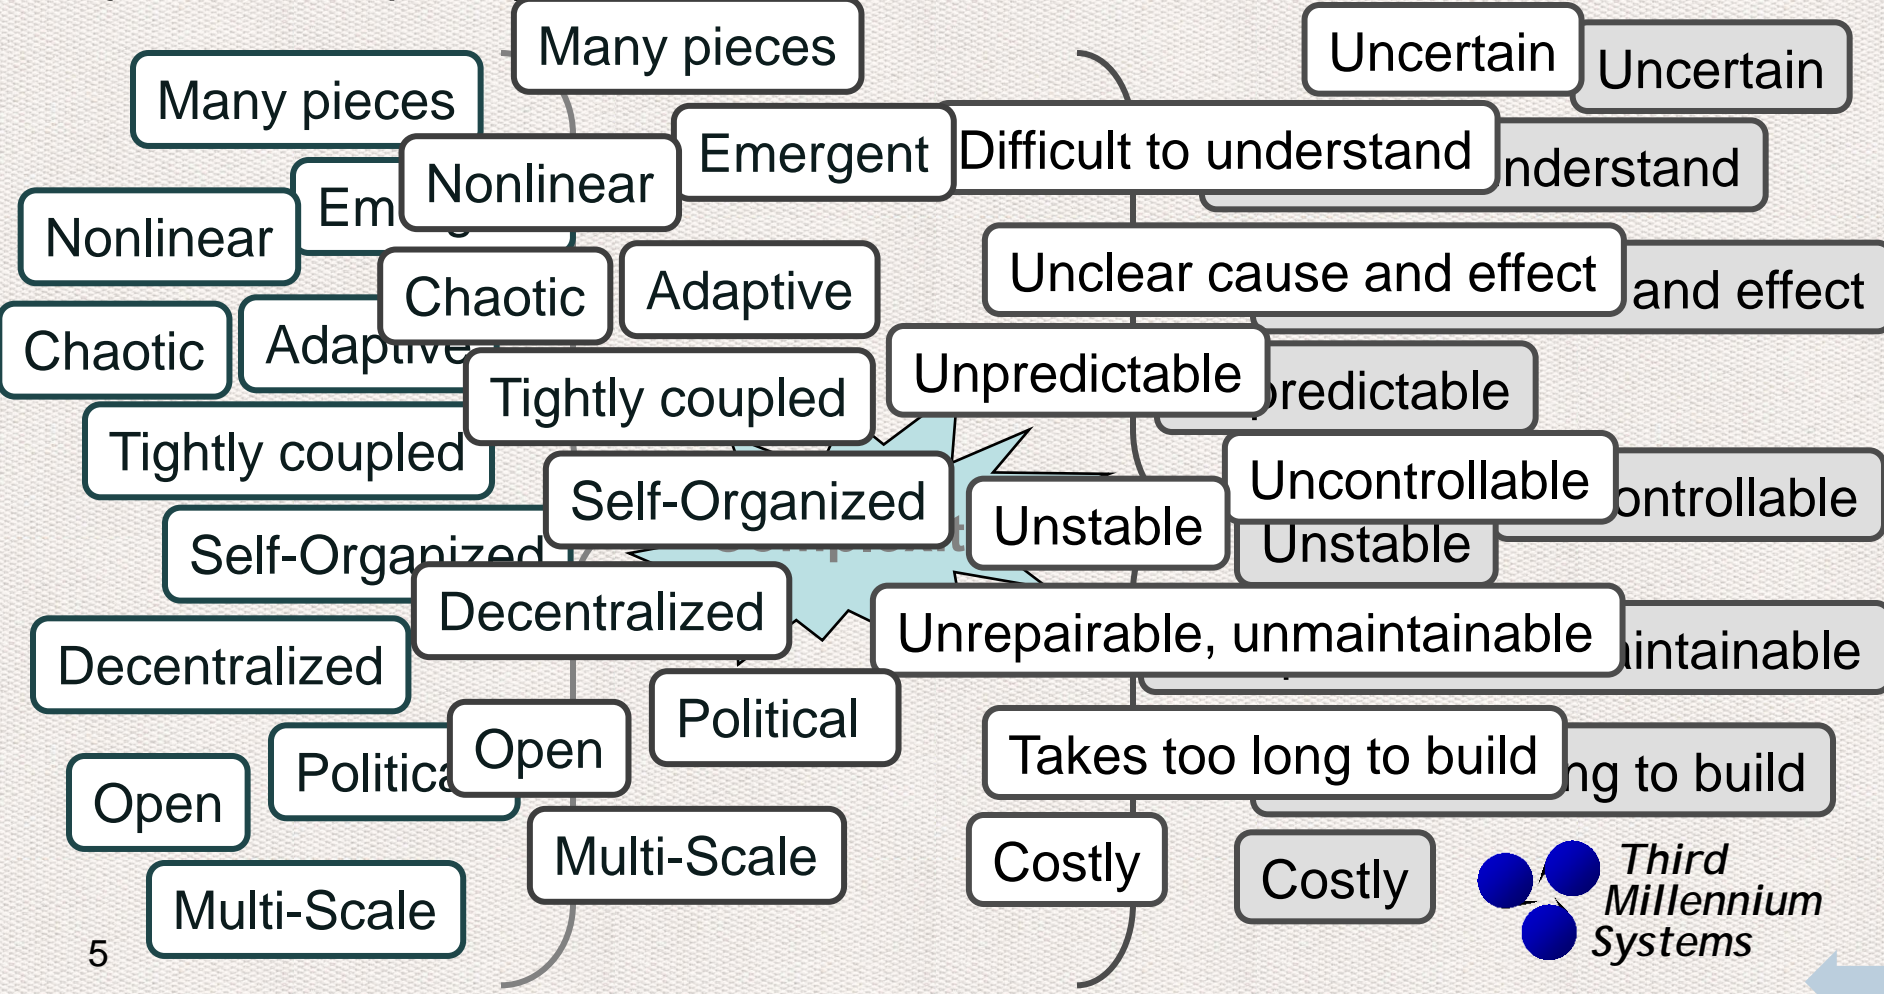 Many pieces
Uncertain
Uncertain
Many pieces
Emergent
Difficult to understand
nderstand
Nonlinear
Em
Nonlinear
Unclear cause and effect
and effect
Chaotic
Adaptive
Chaotic
Adaptive
Unpredictable
predictable
Tightly coupled
Tightly coupled
Uncontrollable
ontrollable
Self-Organized
Unstable
Unstable
Self-Organized
Decentralized
Unrepairable, unmaintainable
aintainable
Decentralized
Political
Open
Takes too long to build
ng to build
Political
Open
Multi-Scale
Costly
Costly
Multi-Scale
Third
Millennium
Systems
5